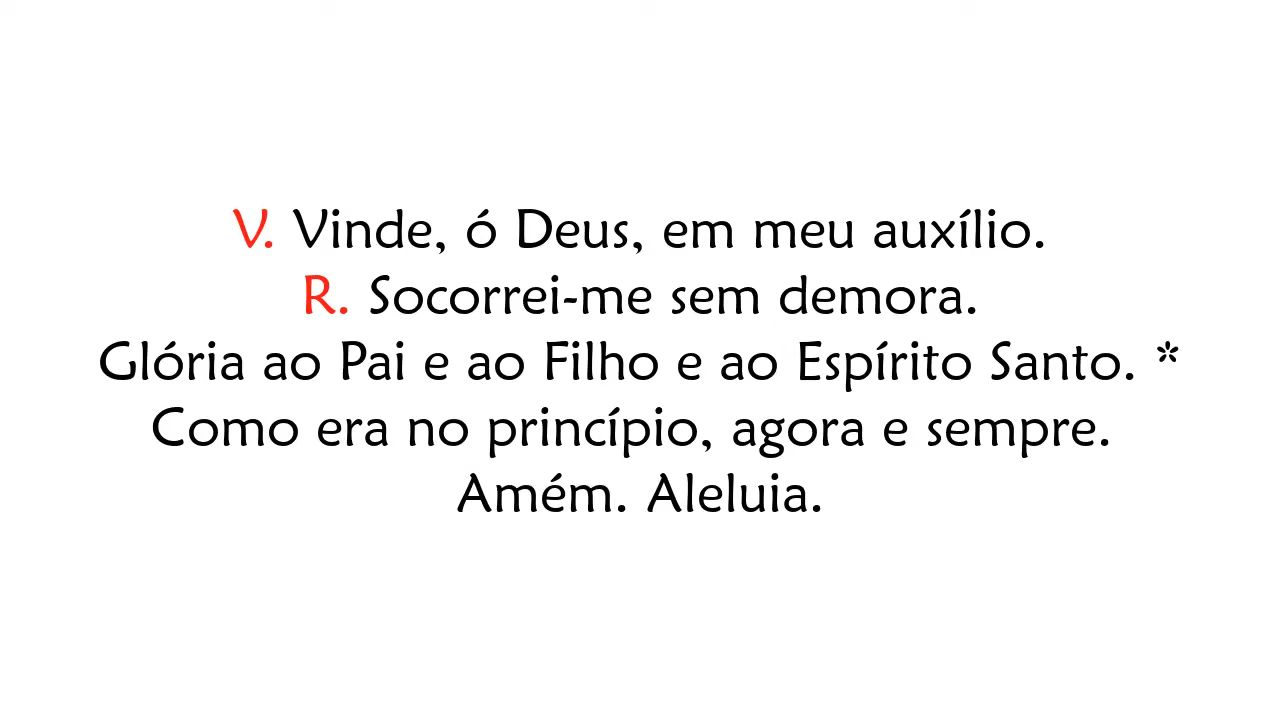 V. Vinde, ó Deus, em meu auxílio.
R. Socorrei-me sem demora.
Glória ao Pai e ao Filho e ao Espírito Santo. *
Como era no princípio, agora e sempre.
Amém. Aleluia.